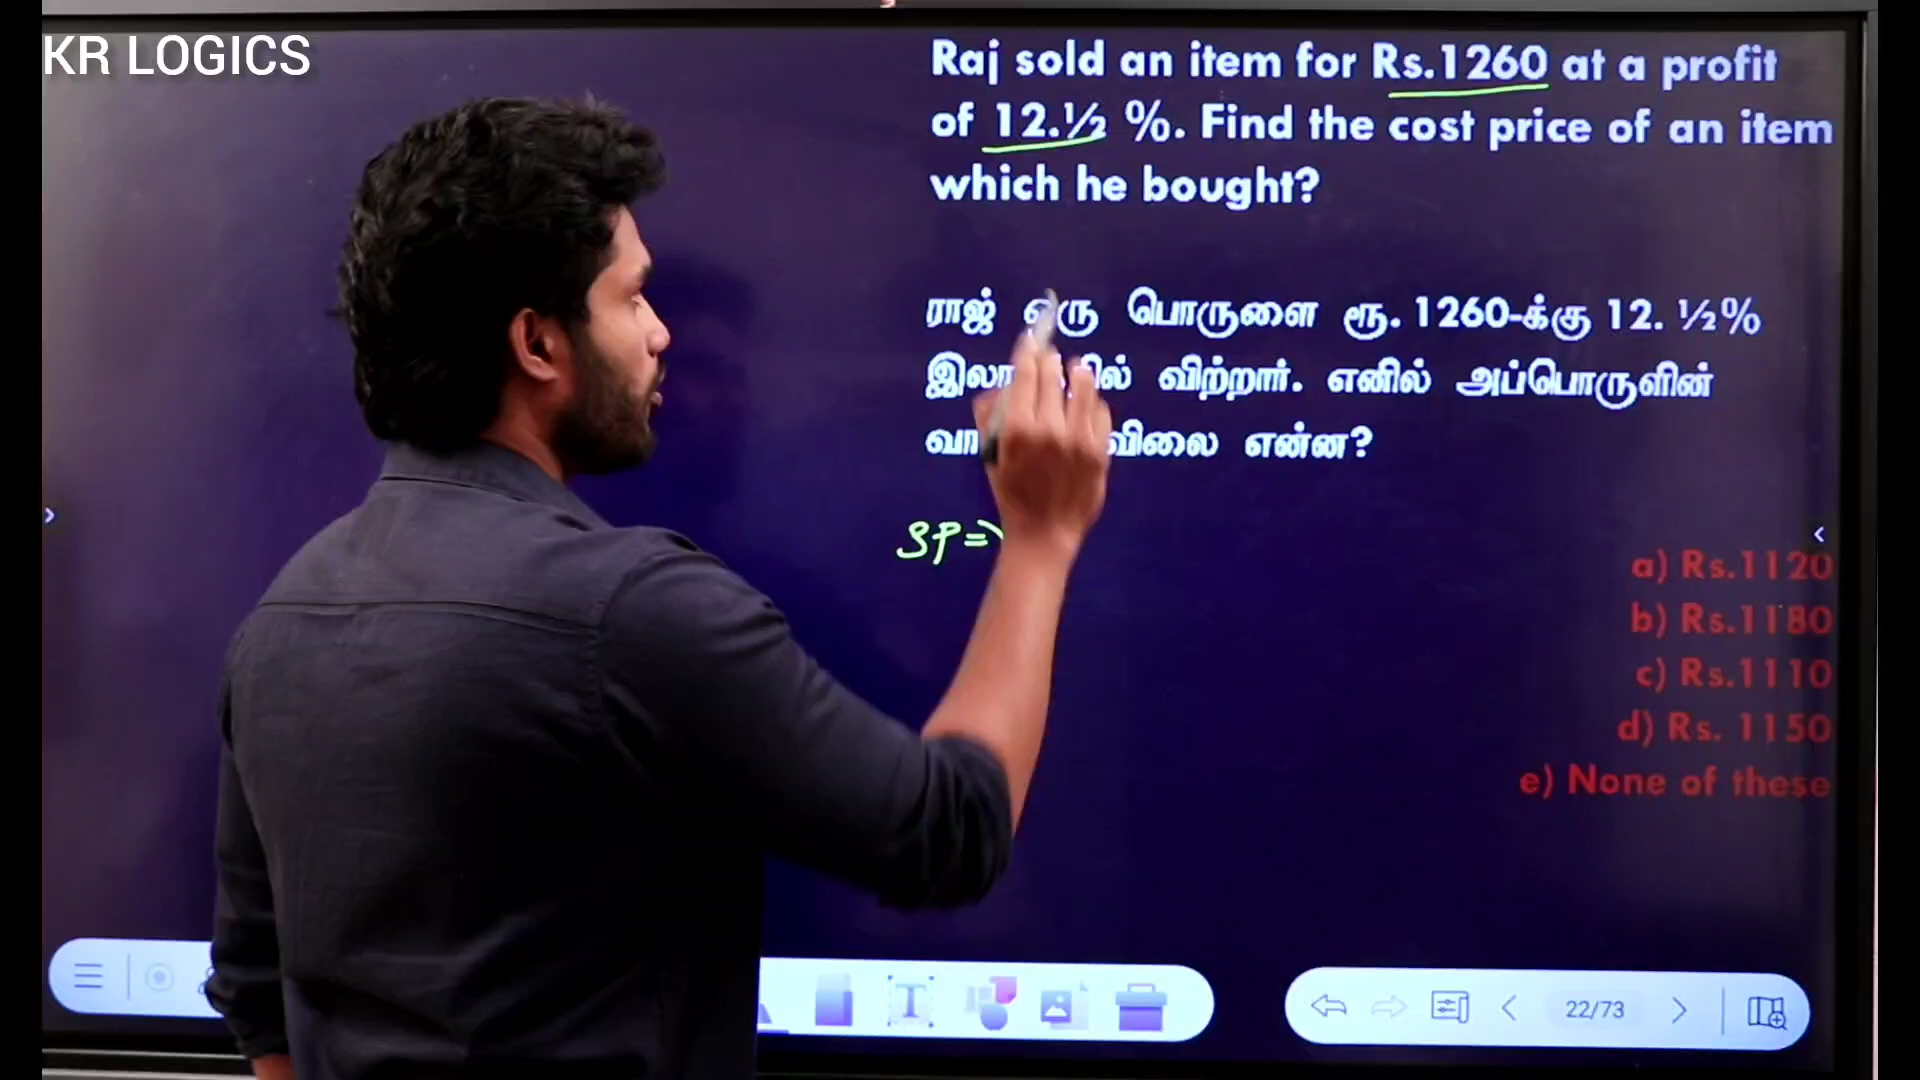 KR LOGICS
Raj sold an item for Rs.1260 at a profit
of 12.½ %. Find the cost price of an item
which he bought?
ராஜ் ஒரு பொருளை ரூ. 1260-க்கு 12. ½%
விற்றார். எனில் அப்பொருளின்
என்ன?
SP=
a) Rs.1120
b) Rs.1180
c) Rs.1110
d) Rs. 1150
e) None of these
22/73